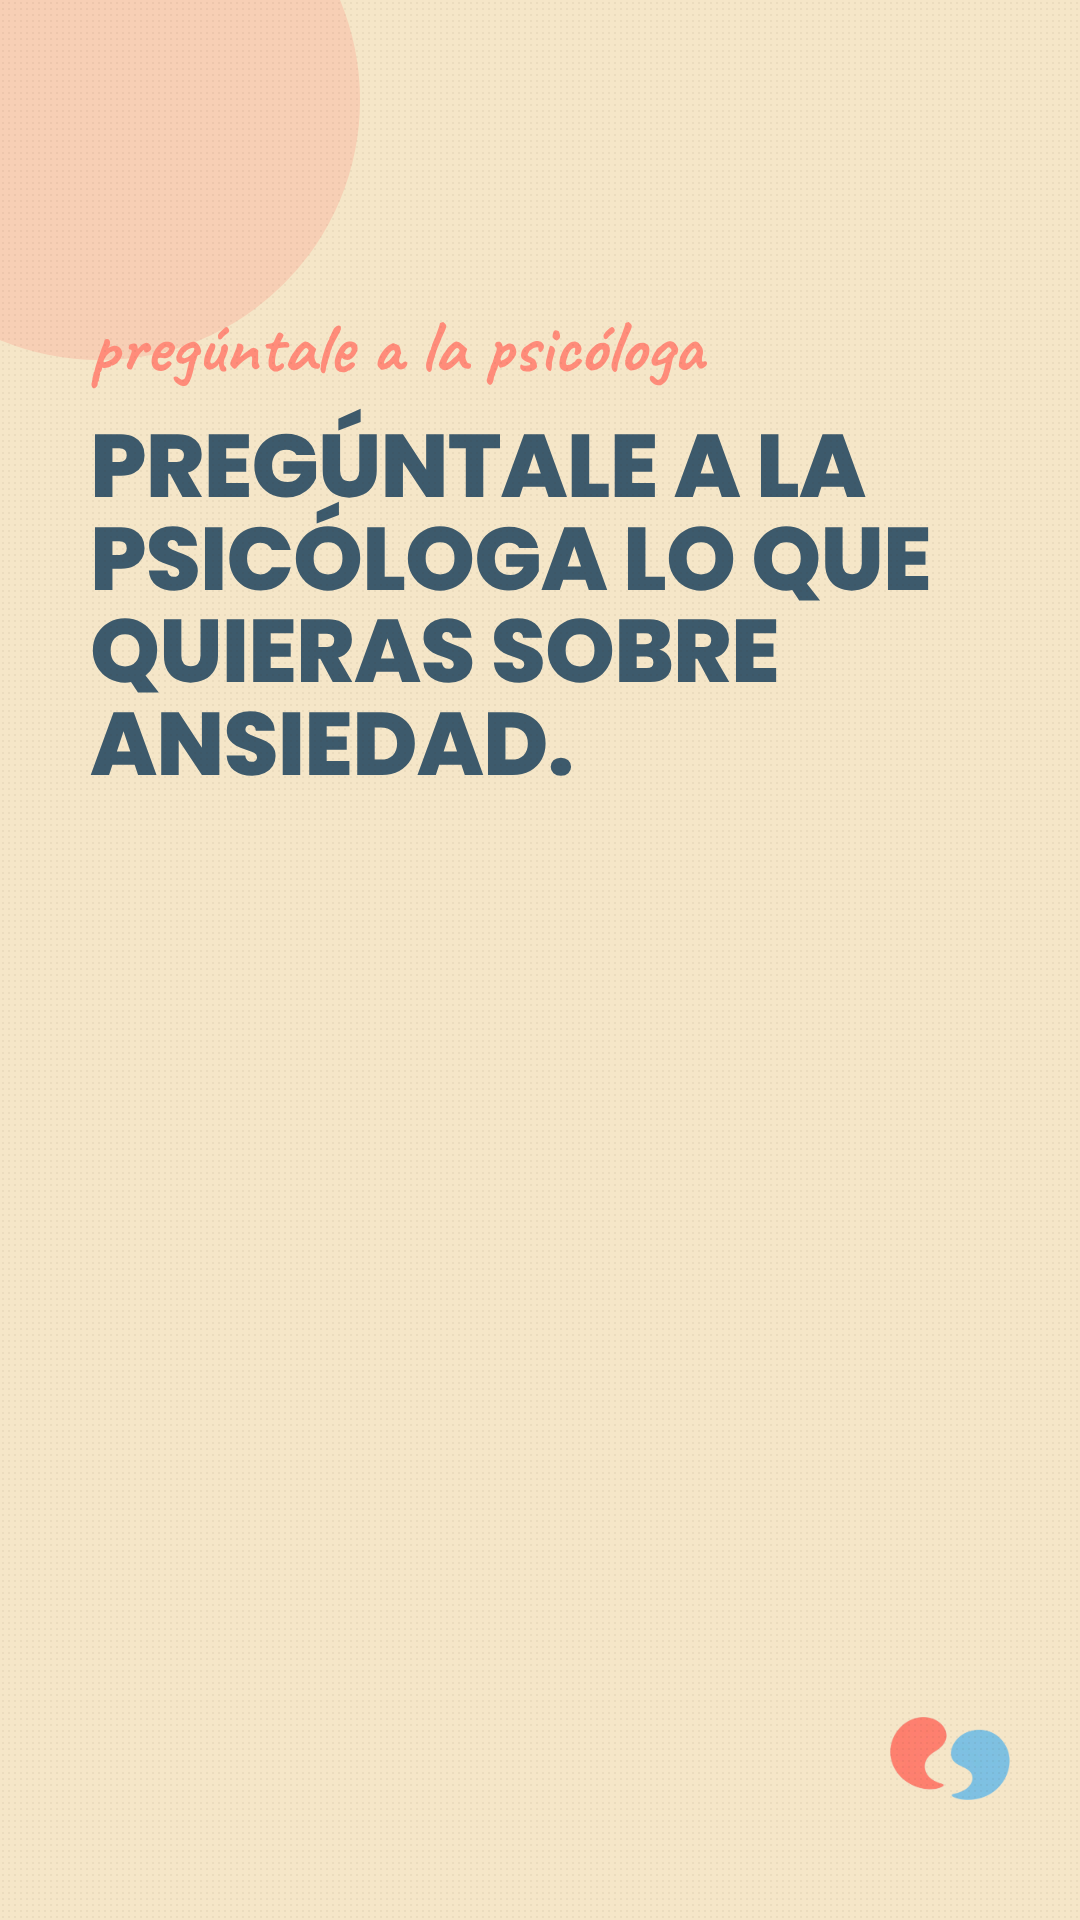 pregúntale a la psicóloga
PREGÚNTALE A LA
PSICÓLOGA LO QUE
QUIERAS SOBRE
ANSIEDAD.